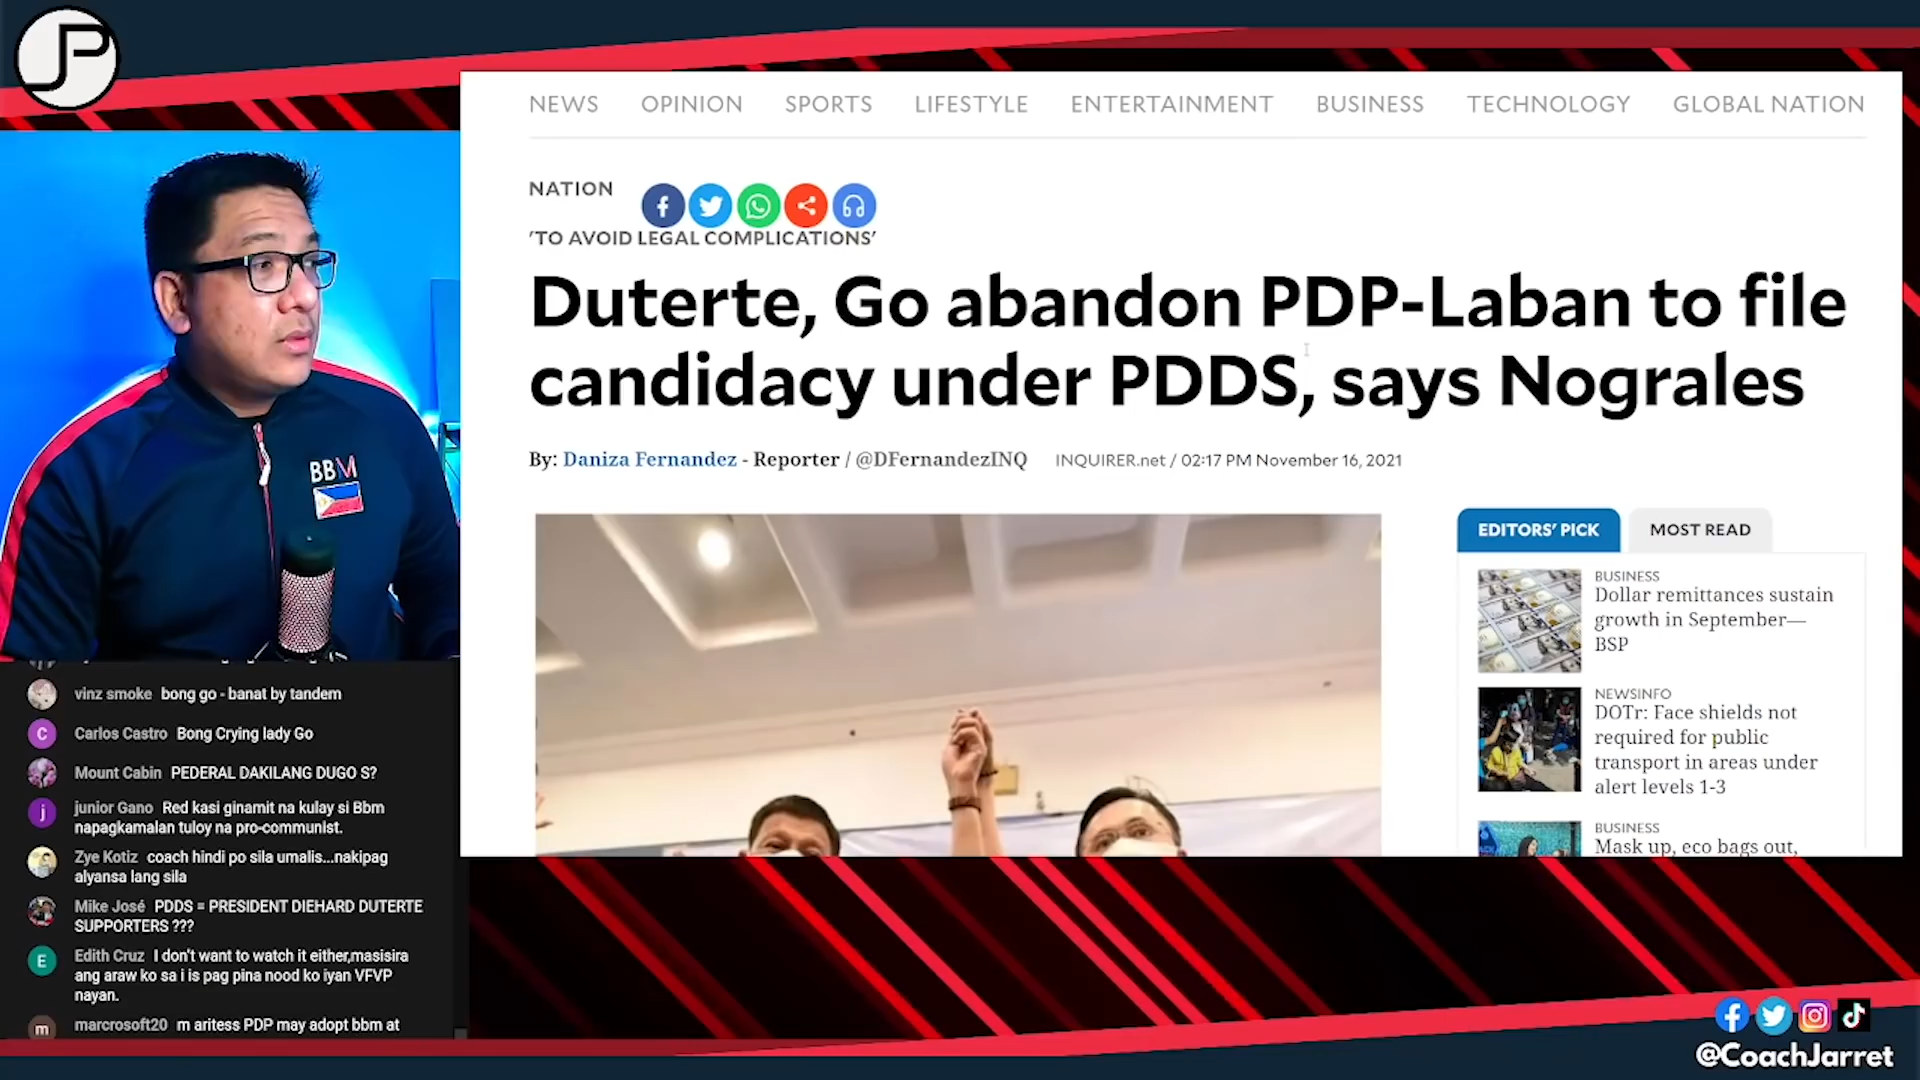 JP
NEWS OPINION SPORTS LIFESTYLE ENTERTAINMENT BUSINESS TECHNOLOGY GLOBAL NATION
NATION
'TO AVOID LEGAL COMPLICATIONS'
Duterte, Go abandon PDP-Laban to file
candidacy under PDDS, says Nograles
By: Daniza Fernandez - Reporter / @DFernandezINQ INQUIRER.net / 02:17 PM November 16, 2021
EDITORS' PICK MOST READ
BUSINESS
Dollar remittances sustain
growth in September—
BSP
NEWSINFO
DOTr: Face shields not
required for public
transport in areas under
alert levels 1-3
BUSINESS
Mask up, eco bags out,
BBM
vinz smoke bong go - banat by tandem
C
Carlos Castro Bong Crying lady Go
Mount Cabin PEDERAL DAKILANG DUGO S?
j
junior Gano Red kasi ginamit na kulay si Bbm
napagkamalan tuloy na pro-communist.
Zye Kotiz coach hindi po sila umalis...nakipag
alyansa lang sila
Mike José PDDS = PRESIDENT DIEHARD DUTERTE
SUPPORTERS ???
E
Edith Cruz I don't want to watch it either,masisira
ang araw ko sa i is pag pina nood ko iyan VFVP
nayan.
m
marcrosoft20 m aritess PDP may adopt bbm at
@CoachJarret